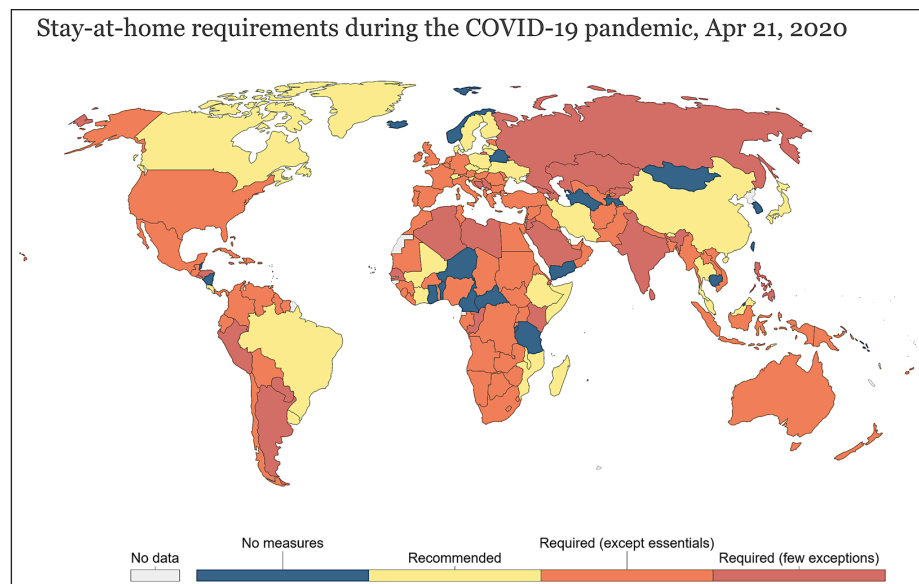 Stay-at-home requirements during the COVID-19 pandemic, Apr 21, 2020
No data
No measures
Recommended
Required (except essentials)
Required (few exceptions)